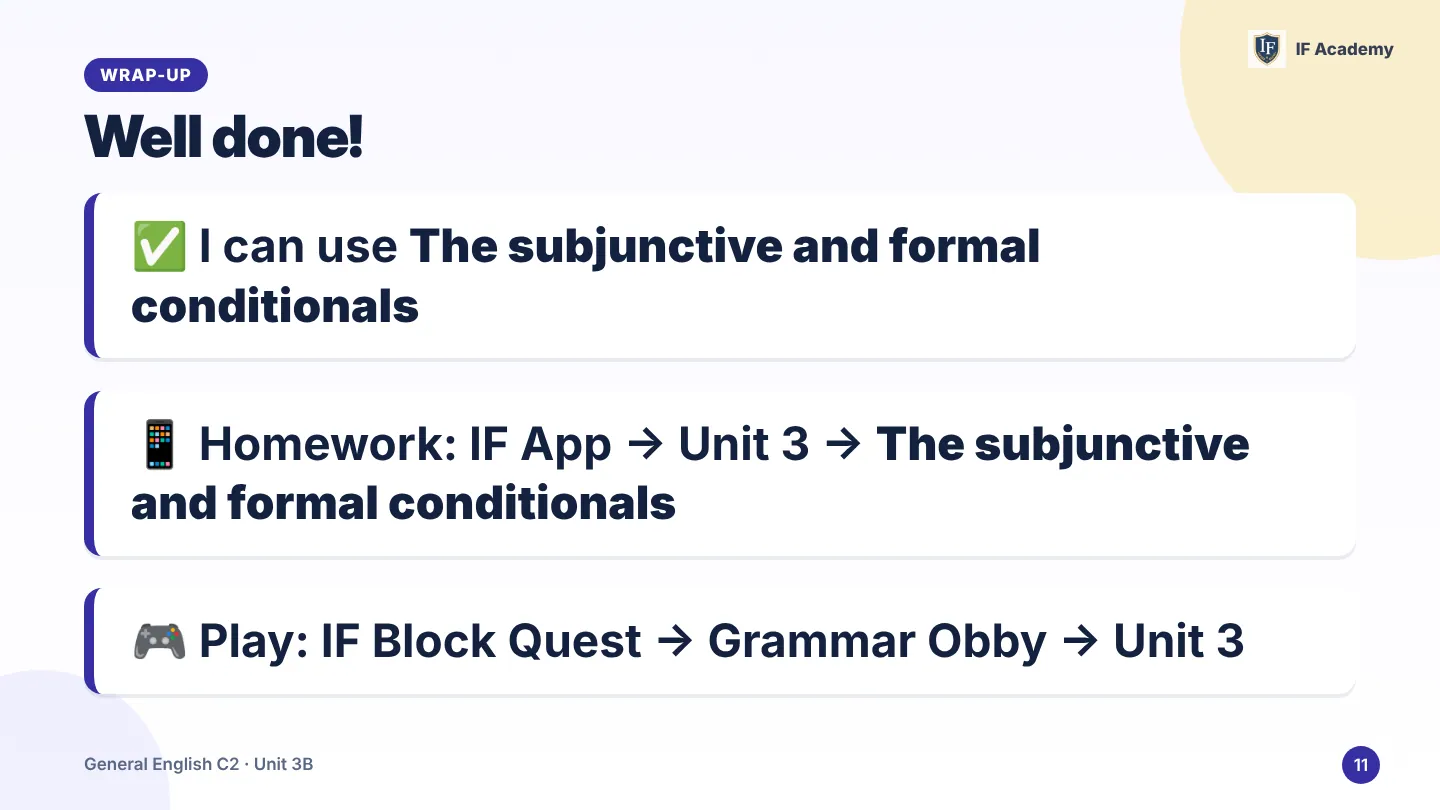 IF Academy
WRAP-UP
Well done!
✅ I can use The subjunctive and formal
conditionals
📱 Homework: IF App → Unit 3 → The subjunctive
and formal conditionals
🎮 Play: IF Block Quest → Grammar Obby → Unit 3
General English C2 · Unit 3B
11